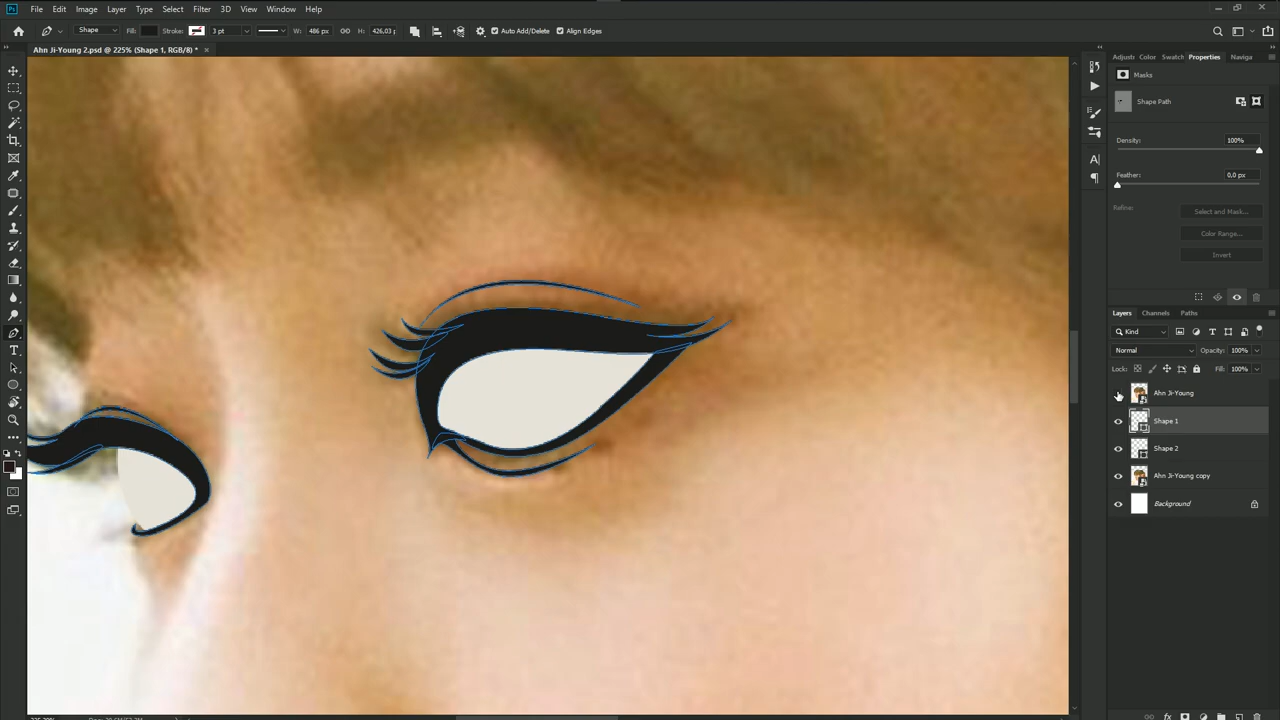 Ps File Edit Image Layer Type Select Filter 3D View Window Help
Shape Fill: Stroke: 3 pt W: 486 px H: 426,03 p Auto Add/Delete Align Edges
Ahn Ji-Young 2.psd @ 225% (Shape 1, RGB/8) *
Adjustr Color Swatch Properties Naviga
Masks
Shape Path
Density: 100%
Feather: 0,0 px
Refine: Select and Mask...
Color Range...
Invert
Layers Channels Paths
Kind
Normal Opacity: 100%
Lock: Fill: 100%
Ahn Ji-Young
Shape 1
Shape 2
Ahn Ji-Young copy
Background
fx